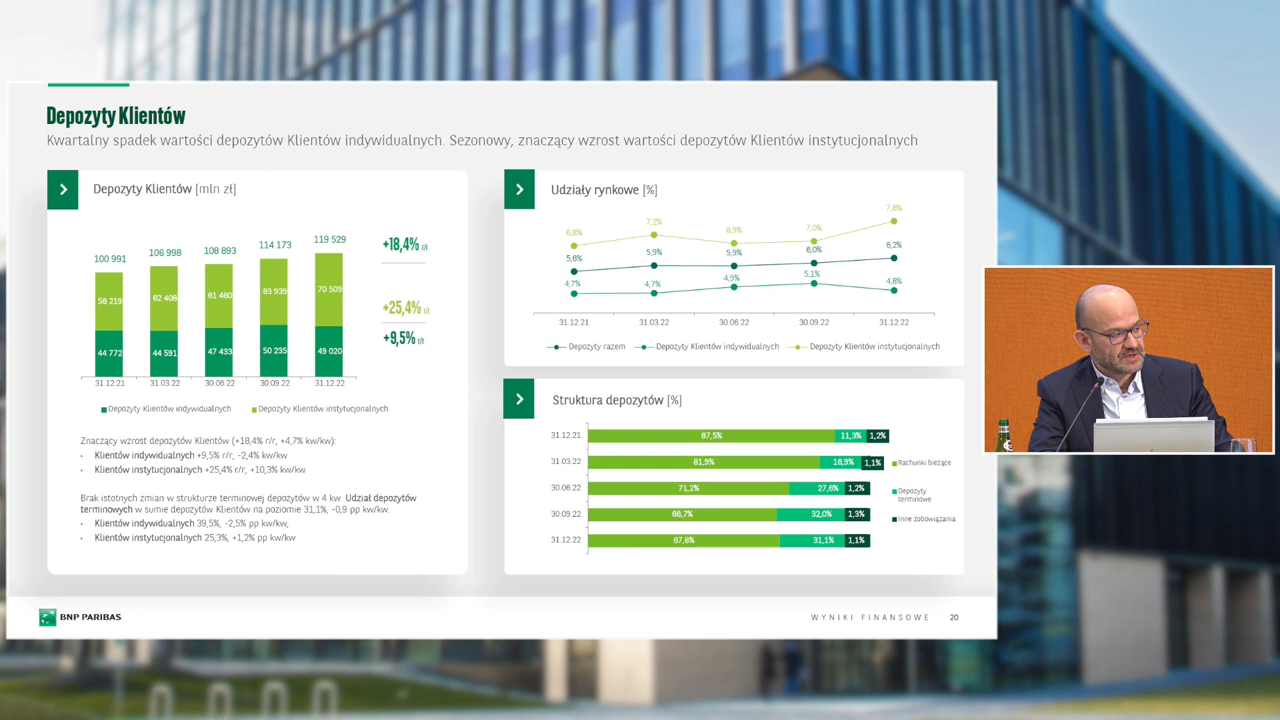 Depozyty Klientów
Kwartalny spadek wartości depozytów Klientów indywidualnych. Sezonowy, znaczący wzrost wartości depozytów Klientów instytucjonalnych
Depozyty Klientów [mln zł]
100 991
106 998
108 893
114 173
119 529
56 219
62 408
61 460
63 939
70 509
44 772
44 591
47 433
50 235
49 020
31.12.21
31.03.22
30.06.22
30.09.22
31.12.22
+18,4% r/r
+25,4% r/r
+9,5% r/r
Depozyty Klientów indywidualnych
Depozyty Klientów instytucjonalnych
Znaczący wzrost depozytów Klientów (+18,4% r/r, +4,7% kw/kw):
• Klientów indywidualnych +9,5% r/r, -2,4% kw/kw
• Klientów instytucjonalnych +25,4% r/r, +10,3% kw/kw
Brak istotnych zmian w strukturze terminowej depozytów w 4 kw. Udział depozytów
terminowych w sumie depozytów Klientów na poziomie 31,1%, -0,9 pp kw/kw.
• Klientów indywidualnych 39,5%, -2,5% pp kw/kw,
• Klientów instytucjonalnych 25,3%, +1,2% pp kw/kw
Udziały rynkowe [%]
6,8%
7,2%
6,9%
7,0%
7,8%
5,6%
5,9%
5,9%
6,0%
6,2%
4,7%
4,7%
4,9%
5,1%
4,8%
31.12.21
31.03.22
30.06.22
30.09.22
31.12.22
Depozyty razem
Depozyty Klientów indywidualnych
Depozyty Klientów instytucjonalnych
Struktura depozytów [%]
31.12.21 87,5% 11,3% 1,2%
31.03.22 81,9% 16,9% 1,1%
30.06.22 71,2% 27,6% 1,2%
30.09.22 66,7% 32,0% 1,3%
31.12.22 67,8% 31,1% 1,1%
Rachunki bieżące
Depozyty
terminowe
Inne zobowiązania
BNP PARIBAS
WYNIKI FINANSOWE 20